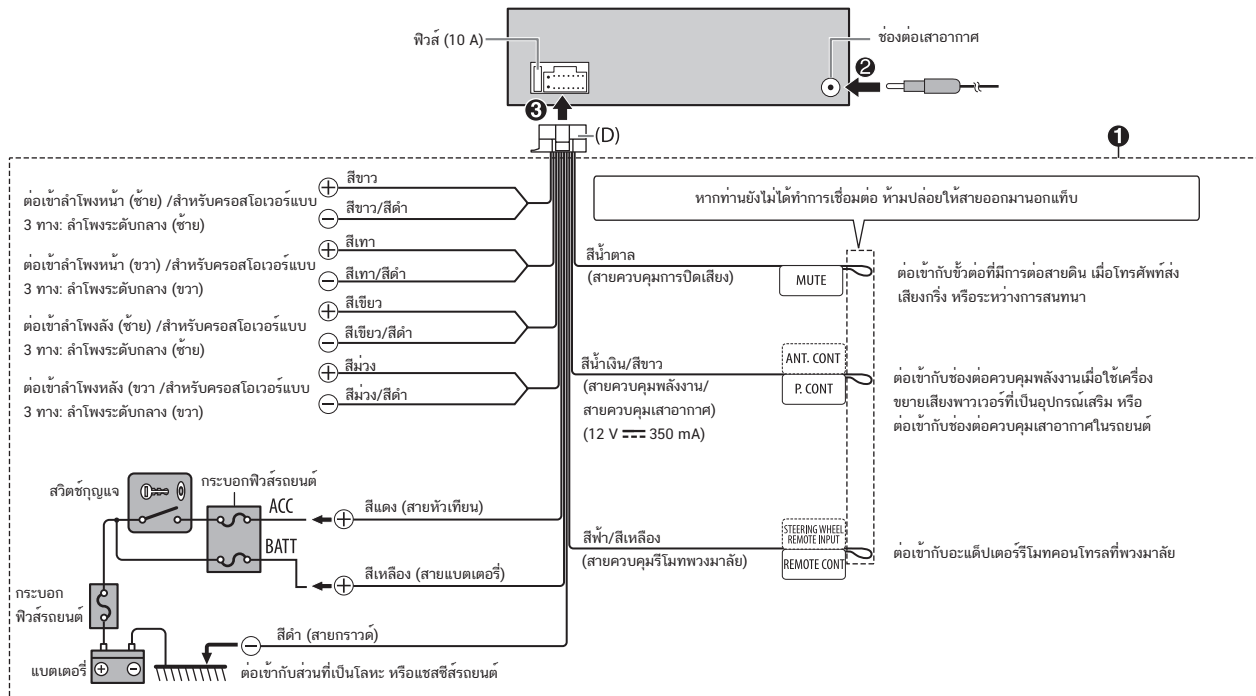 ฟิวส์ (10 A)
ช่องต่อเสาอากาศ
❷
❸
(D)
❶
ต่อเข้าลำโพงหน้า (ซ้าย) /สำหรับครอสโอเวอร์แบบ
3 ทาง: ลำโพงระดับกลาง (ซ้าย)
สีขาว
สีขาว/สีดำ
ต่อเข้าลำโพงหน้า (ขวา) /สำหรับครอสโอเวอร์แบบ
3 ทาง: ลำโพงระดับกลาง (ขวา)
สีเทา
สีเทา/สีดำ
ต่อเข้าลำโพงลัง (ซ้าย) /สำหรับครอสโอเวอร์แบบ
3 ทาง: ลำโพงระดับกลาง (ซ้าย)
สีเขียว
สีเขียว/สีดำ
ต่อเข้าลำโพงหลัง (ขวา /สำหรับครอสโอเวอร์แบบ
3 ทาง: ลำโพงระดับกลาง (ขวา)
สีม่วง
สีม่วง/สีดำ
หากท่านยังไม่ได้ทำการเชื่อมต่อ ห้ามปล่อยให้สายออกมานอกแท็บ
สีน้ำตาล
(สายควบคุมการปิดเสียง)
MUTE
ต่อเข้ากับขั้วต่อที่มีการต่อสายดิน เมื่อโทรศัพท์ส่ง
เสียงกริ่ง หรือระหว่างการสนทนา
สีน้ำเงิน/สีขาว
(สายควบคุมพลังงาน/
สายควบคุมเสาอากาศ)
(12 V ⎓ 350 mA)
ANT. CONT
P. CONT
ต่อเข้ากับช่องต่อควบคุมพลังงานเมื่อใช้เครื่อง
ขยายเสียงพาวเวอร์ที่เป็นอุปกรณ์เสริม หรือ
ต่อเข้ากับช่องต่อควบคุมเสาอากาศในรถยนต์
สวิตช์กุญแจ
กระบอกฟิวส์รถยนต์
ACC
BATT
สีแดง (สายหัวเทียน)
สีเหลือง (สายแบตเตอรี่)
สีฟ้า/สีเหลือง
(สายควบคุมรีโมทพวงมาลัย)
STEERING WHEEL
REMOTE INPUT
REMOTE CONT
ต่อเข้ากับอะแด็ปเตอร์รีโมทคอนโทรลที่พวงมาลัย
กระบอก
ฟิวส์รถยนต์
แบตเตอรี่
สีดำ (สายกราวด์)
ต่อเข้ากับส่วนที่เป็นโลหะ หรือแชสซีส์รถยนต์